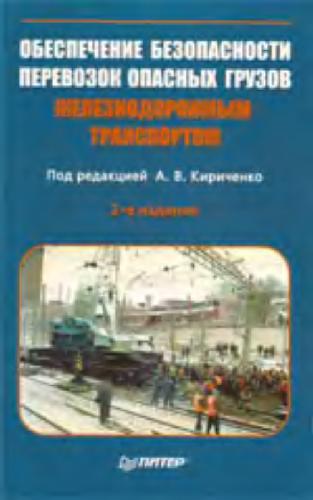 ОБЕСПЕЧЕНИЕ БЕЗОПАСНОСТИ
ПЕРЕВОЗОК ОПАСНЫХ ГРУЗОВ
ЖЕЛЕЗНОДОРОЖНЫМ
ТРАНСПОРТОМ
Под редакцией А. В. Кириченко
2-е издание
ПИТЕР